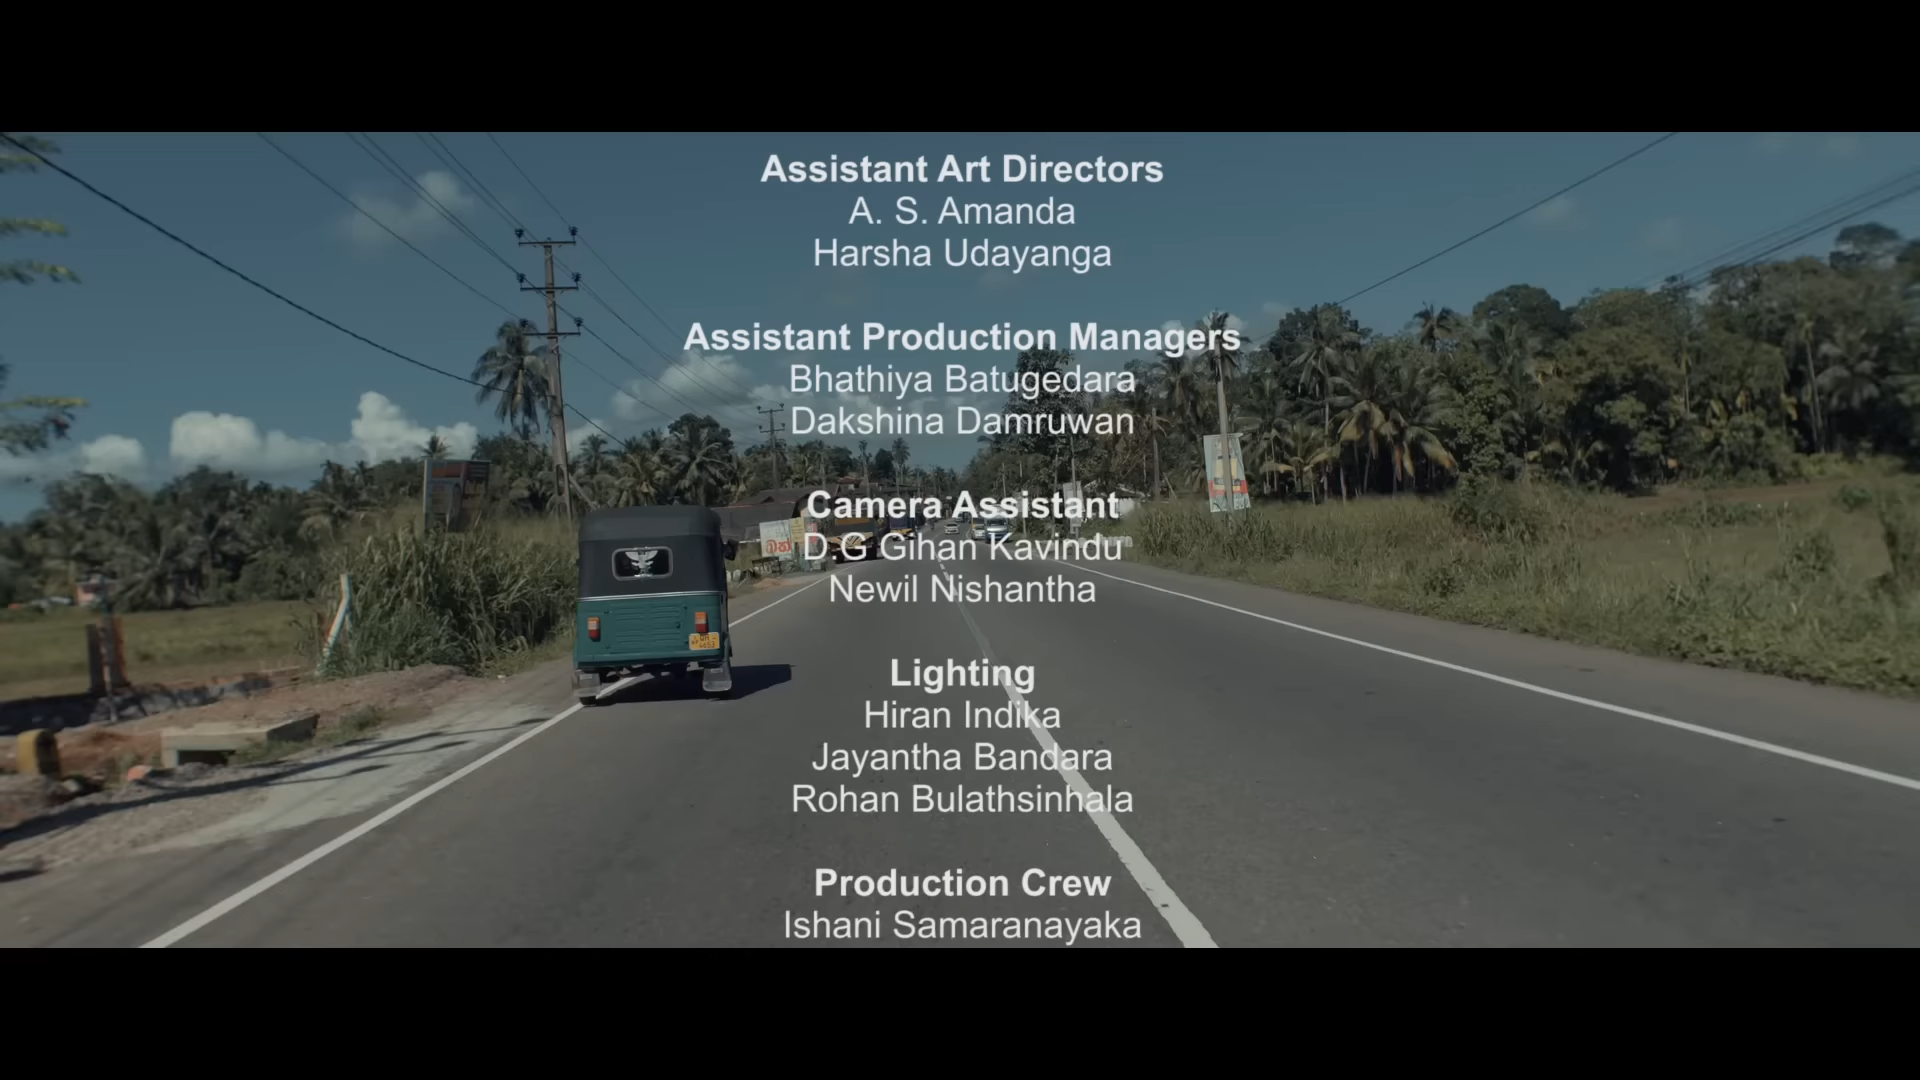 Assistant Art Directors
A. S. Amanda
Harsha Udayanga
Assistant Production Managers
Bhathiya Batugedara
Dakshina Damruwan
Camera Assistant
D.G Gihan Kavindu
Newil Nishantha
Lighting
Hiran Indika
Jayantha Bandara
Rohan Bulathsinhala
Production Crew
Ishani Samaranayaka